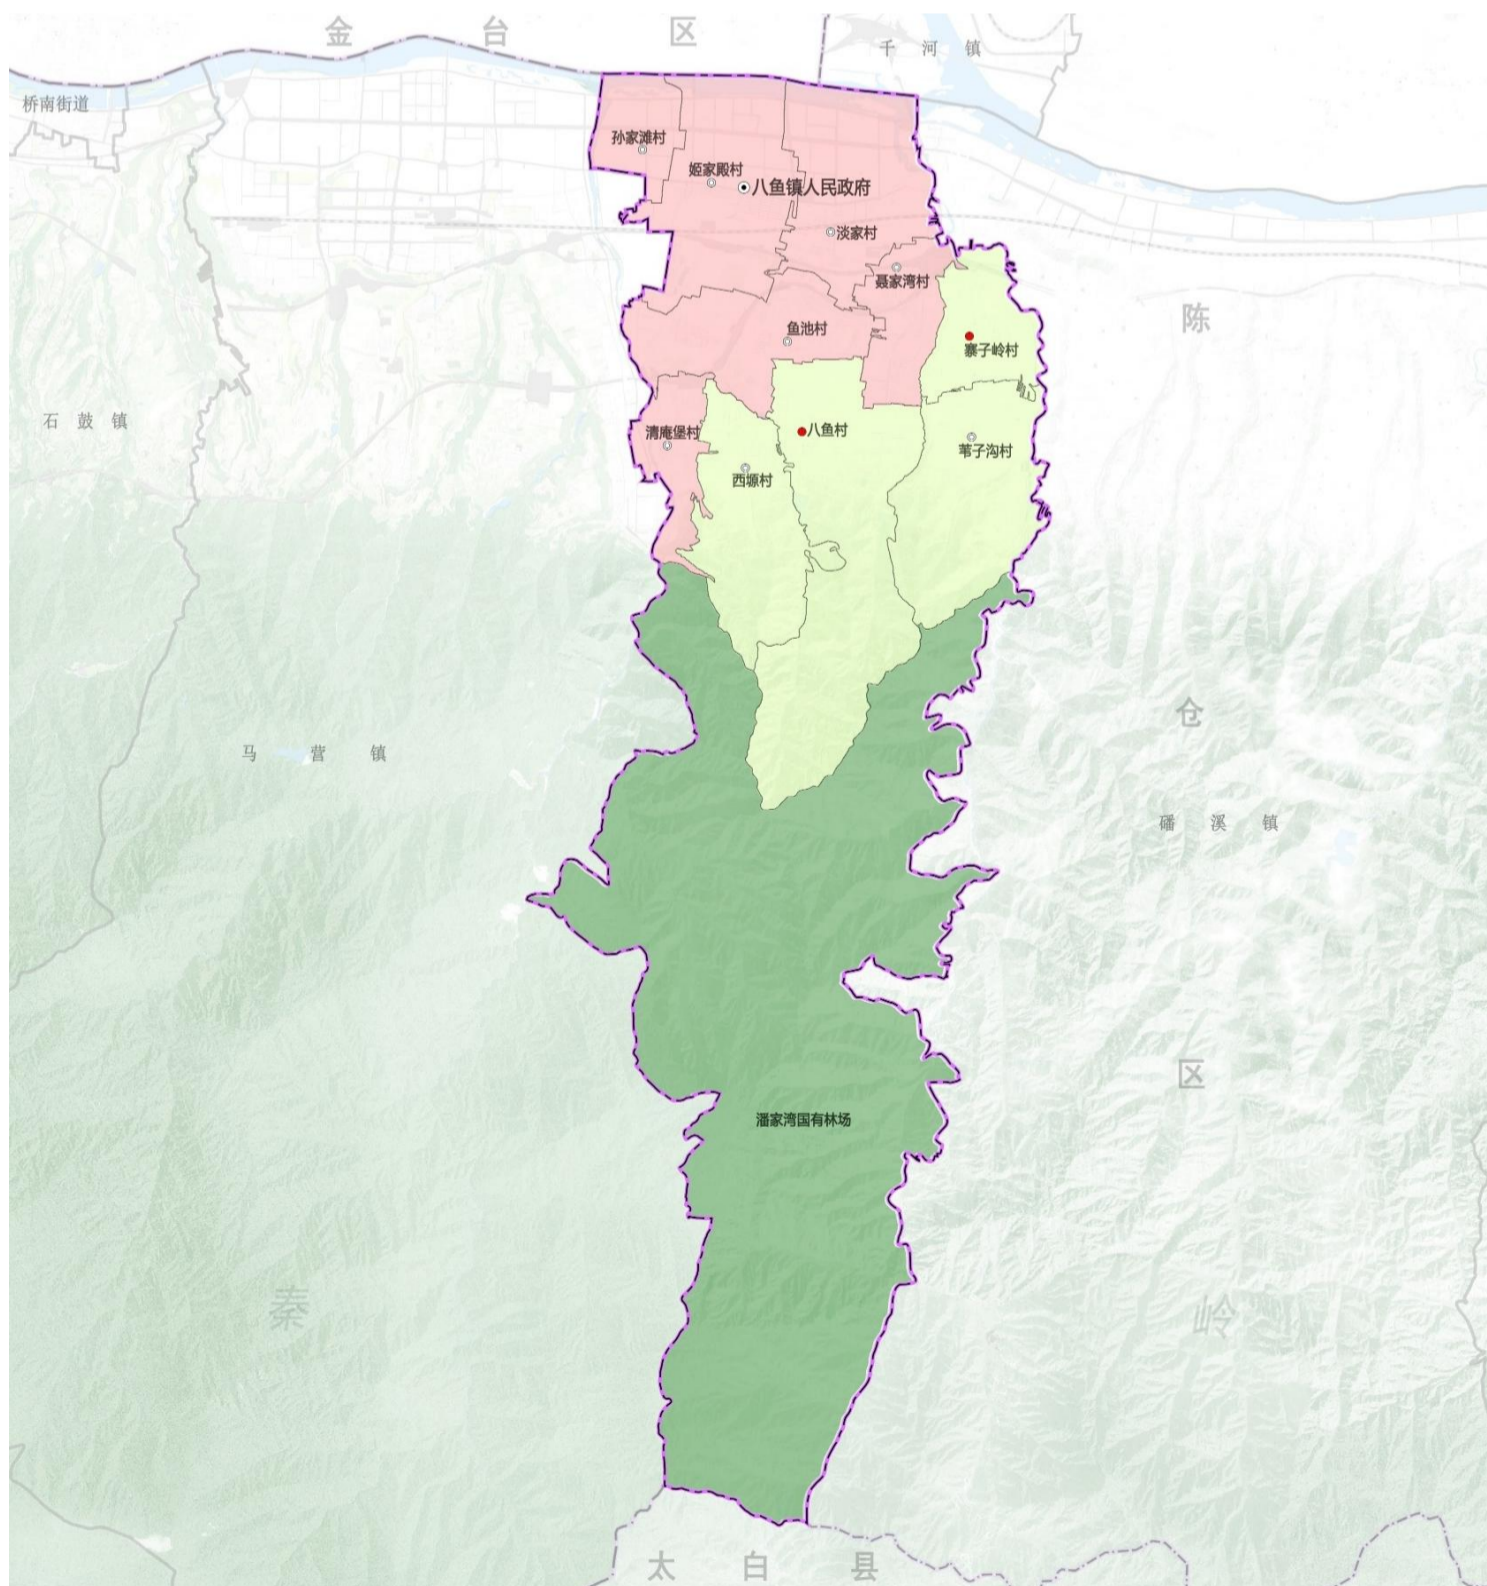 金 台 区
千 河 镇
桥南街道
孙家滩村
姬家殿村
八鱼镇人民政府
淡家村
聂家湾村
陈
鱼池村
寨子岭村
石 鼓 镇
清庵堡村
八鱼村
苇子沟村
西塬村
仓
马 营 镇
磻 溪 镇
区
潘家湾国有林场
秦
岭
太 白 县